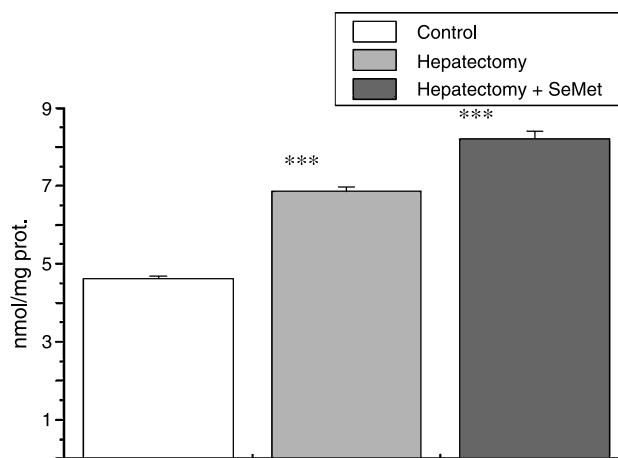 Control
Hepatectomy
Hepatectomy + SeMet
***
***
9
7
5
3
1
nmol/mg prot.